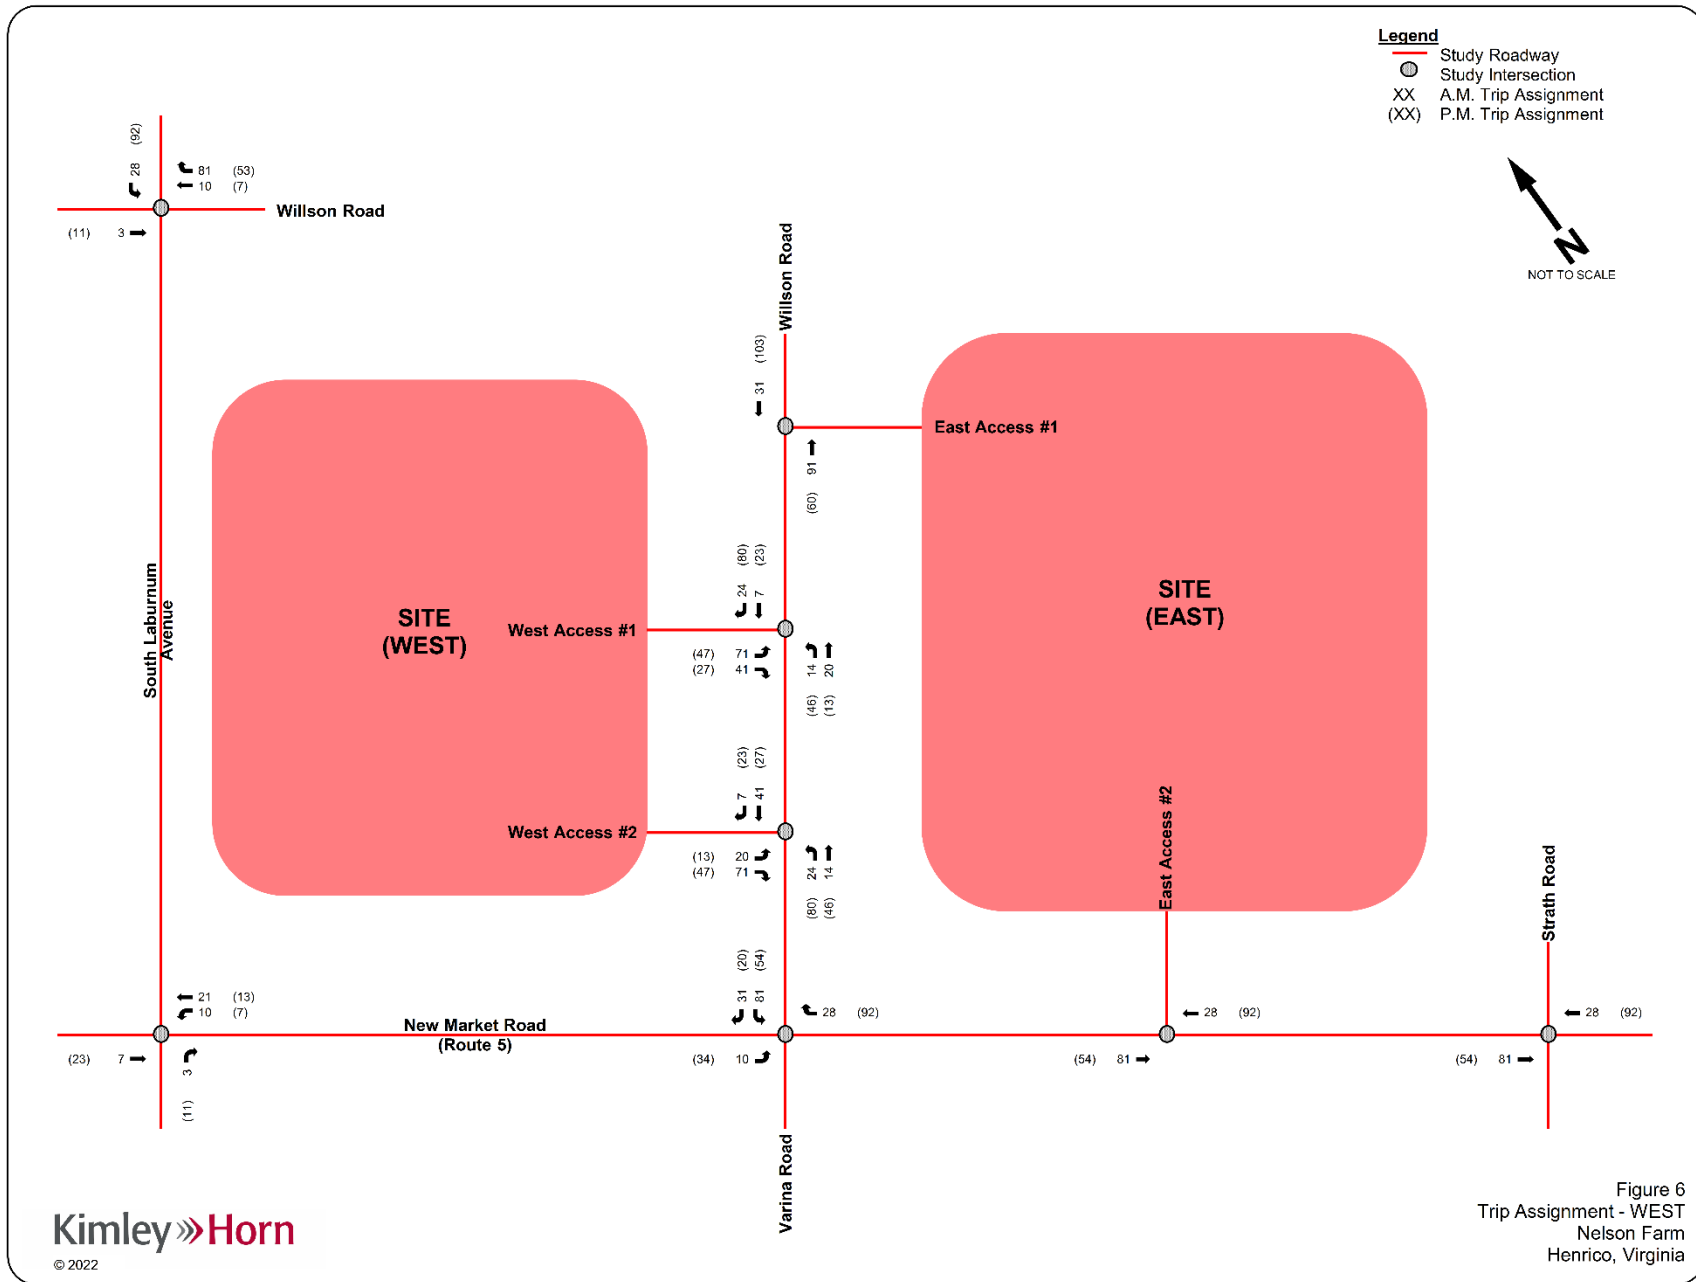 Legend
Study Roadway
Study Intersection
XX A.M. Trip Assignment
(XX) P.M. Trip Assignment
N
NOT TO SCALE
28 (92)
81 (53)
10 (7)
Willson Road
(11) 3
Willson Road
31 (103)
East Access #1
91 (60)
South Laburnum
Avenue
SITE
(WEST)
SITE
(EAST)
24 (80)
7 (23)
West Access #1
(47) 71
(27) 41
14 (46)
20 (13)
7 (23)
41 (27)
West Access #2
(13) 20
(47) 71
24 (80)
14 (46)
East Access #2
Strath Road
31 (20)
81 (54)
21 (13)
10 (7)
New Market Road
(Route 5)
28 (92)
28 (92)
28 (92)
(23) 7
3 (11)
(34) 10
(54) 81
(54) 81
Varina Road
Kimley»Horn
© 2022
Figure 6
Trip Assignment - WEST
Nelson Farm
Henrico, Virginia